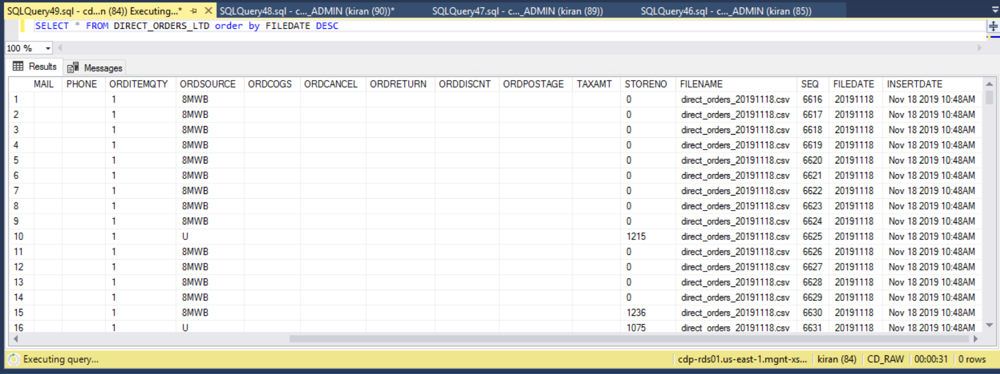 SQLQuery49.sql - cd...n (84)) Executing...* SQLQuery48.sql - c..._ADMIN (kiran (90))* SQLQuery47.sql - c..._ADMIN (kiran (89)) SQLQuery46.sql - c..._ADMIN (kiran (85))
SELECT * FROM DIRECT_ORDERS_LTD order by FILEDATE DESC
100 %
Results Messages
MAIL PHONE ORDITEMQTY ORDSOURCE ORDCOGS ORDCANCEL ORDRETURN ORDDISCNT ORDPOSTAGE TAXAMT STORENO FILENAME SEQ FILEDATE INSERTDATE
1 1 8MWB 0 direct_orders_20191118.csv 6616 20191118 Nov 18 2019 10:48AM
2 1 8MWB 0 direct_orders_20191118.csv 6617 20191118 Nov 18 2019 10:48AM
3 1 8MWB 0 direct_orders_20191118.csv 6618 20191118 Nov 18 2019 10:48AM
4 1 8MWB 0 direct_orders_20191118.csv 6619 20191118 Nov 18 2019 10:48AM
5 1 8MWB 0 direct_orders_20191118.csv 6620 20191118 Nov 18 2019 10:48AM
6 1 8MWB 0 direct_orders_20191118.csv 6621 20191118 Nov 18 2019 10:48AM
7 1 8MWB 0 direct_orders_20191118.csv 6622 20191118 Nov 18 2019 10:48AM
8 1 8MWB 0 direct_orders_20191118.csv 6623 20191118 Nov 18 2019 10:48AM
9 1 8MWB 0 direct_orders_20191118.csv 6624 20191118 Nov 18 2019 10:48AM
10 1 U 1215 direct_orders_20191118.csv 6625 20191118 Nov 18 2019 10:48AM
11 1 8MWB 0 direct_orders_20191118.csv 6626 20191118 Nov 18 2019 10:48AM
12 1 8MWB 0 direct_orders_20191118.csv 6627 20191118 Nov 18 2019 10:48AM
13 1 8MWB 0 direct_orders_20191118.csv 6628 20191118 Nov 18 2019 10:48AM
14 1 8MWB 0 direct_orders_20191118.csv 6629 20191118 Nov 18 2019 10:48AM
15 1 8MWB 1236 direct_orders_20191118.csv 6630 20191118 Nov 18 2019 10:48AM
16 1 U 1075 direct_orders_20191118.csv 6631 20191118 Nov 18 2019 10:48AM
Executing query... cdp-rds01.us-east-1.mgnt-xs... kiran (84) CD_RAW 00:00:31 0 rows